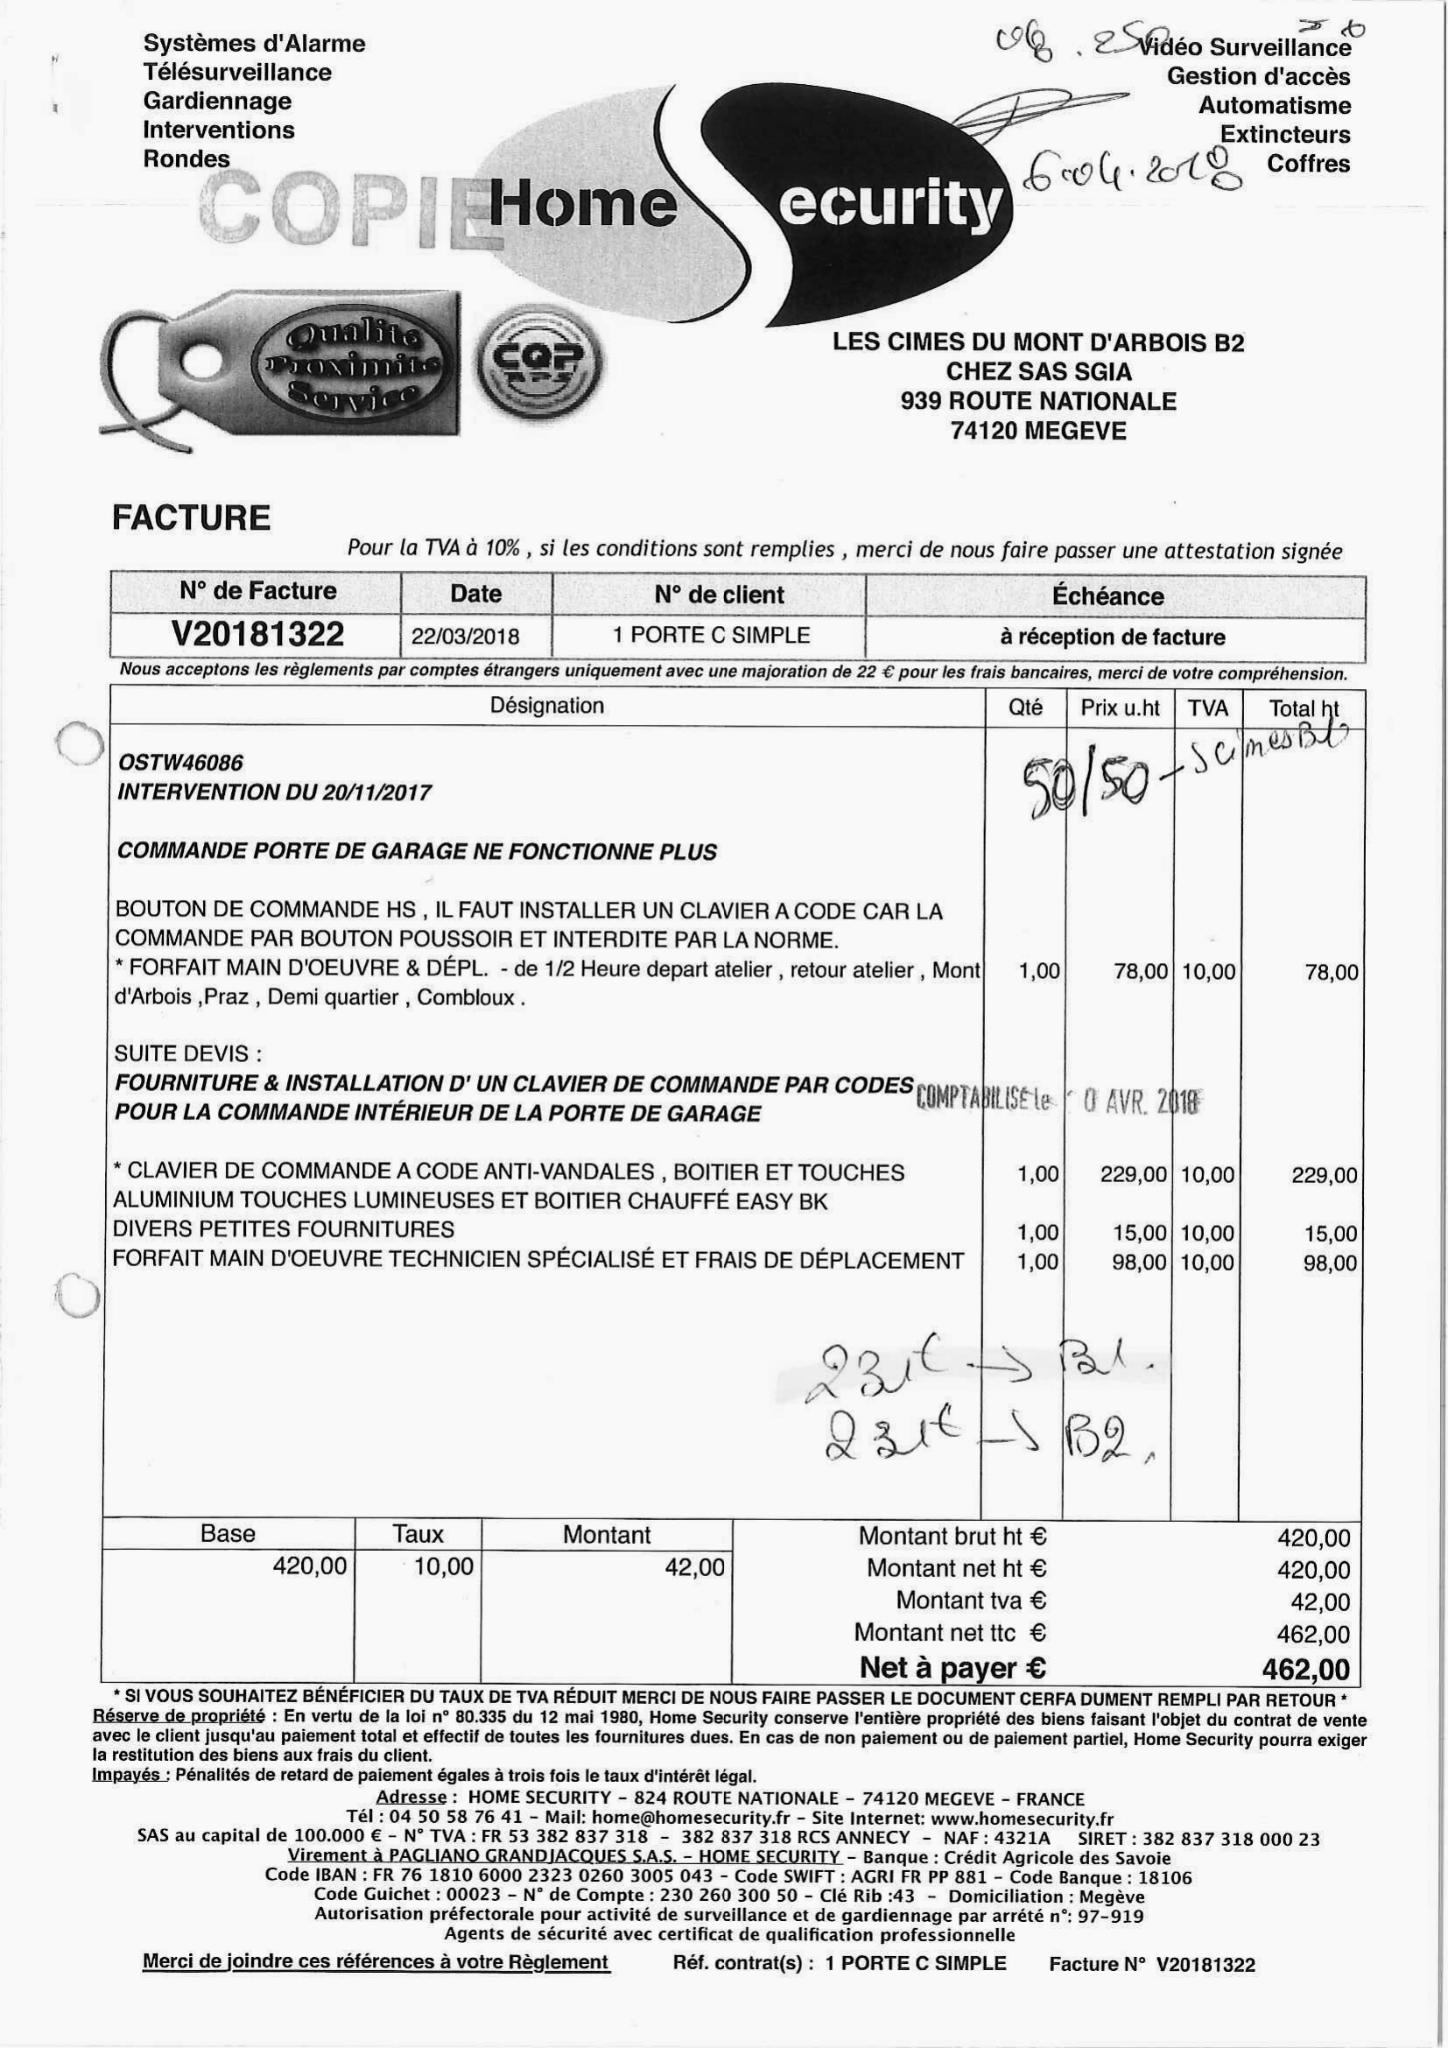 Systèmes d'Alarme
Télésurveillance
Gardiennage
Interventions
Rondes
COPIE
Home Security
Vidéo Surveillance
Gestion d'accès
Automatisme
Extincteurs
Coffres
Qualite
Proximite
Service
CQP
APS
LES CIMES DU MONT D'ARBOIS B2
CHEZ SAS SGIA
939 ROUTE NATIONALE
74120 MEGEVE
FACTURE
Pour la TVA à 10% , si les conditions sont remplies , merci de nous faire passer une attestation signée
N° de Facture Date N° de client Échéance
V20181322 22/03/2018 1 PORTE C SIMPLE à réception de facture
Nous acceptons les règlements par comptes étrangers uniquement avec une majoration de 22 € pour les frais bancaires, merci de votre compréhension.
Désignation Qté Prix u.ht TVA Total ht
50/50
OSTW46086
INTERVENTION DU 20/11/2017
COMMANDE PORTE DE GARAGE NE FONCTIONNE PLUS
BOUTON DE COMMANDE HS , IL FAUT INSTALLER UN CLAVIER A CODE CAR LA
COMMANDE PAR BOUTON POUSSOIR ET INTERDITE PAR LA NORME.
* FORFAIT MAIN D'OEUVRE & DÉPL. - de 1/2 Heure depart atelier , retour atelier , Mont 1,00 78,00 10,00 78,00
d'Arbois ,Praz , Demi quartier , Combloux .
SUITE DEVIS :
FOURNITURE & INSTALLATION D' UN CLAVIER DE COMMANDE PAR CODES
POUR LA COMMANDE INTÉRIEUR DE LA PORTE DE GARAGE
COMPTABILISÉ le 10 AVR. 2018
* CLAVIER DE COMMANDE A CODE ANTI-VANDALES , BOITIER ET TOUCHES 1,00 229,00 10,00 229,00
ALUMINIUM TOUCHES LUMINEUSES ET BOITIER CHAUFFÉ EASY BK
DIVERS PETITES FOURNITURES 1,00 15,00 10,00 15,00
FORFAIT MAIN D'OEUVRE TECHNICIEN SPÉCIALISÉ ET FRAIS DE DÉPLACEMENT 1,00 98,00 10,00 98,00
231€ → B1.
231€ → B2.
Base Taux Montant
420,00 10,00 42,00
Montant brut ht € 420,00
Montant net ht € 420,00
Montant tva € 42,00
Montant net ttc € 462,00
Net à payer € 462,00
* SI VOUS SOUHAITEZ BÉNÉFICIER DU TAUX DE TVA RÉDUIT MERCI DE NOUS FAIRE PASSER LE DOCUMENT CERFA DUMENT REMPLI PAR RETOUR *
Réserve de propriété : En vertu de la loi n° 80.335 du 12 mai 1980, Home Security conserve l'entière propriété des biens faisant l'objet du contrat de vente
avec le client jusqu'au paiement total et effectif de toutes les fournitures dues. En cas de non paiement ou de paiement partiel, Home Security pourra exiger
la restitution des biens aux frais du client.
Impayés : Pénalités de retard de paiement égales à trois fois le taux d'intérêt légal.
Adresse : HOME SECURITY – 824 ROUTE NATIONALE – 74120 MEGEVE – FRANCE
Tél : 04 50 58 76 41 – Mail: home@homesecurity.fr – Site Internet: www.homesecurity.fr
SAS au capital de 100.000 € – N° TVA : FR 53 382 837 318 – 382 837 318 RCS ANNECY – NAF : 4321A SIRET : 382 837 318 000 23
Virement à PAGLIANO GRANDJACQUES S.A.S. – HOME SECURITY – Banque : Crédit Agricole des Savoie
Code IBAN : FR 76 1810 6000 2323 0260 3005 043 – Code SWIFT : AGRI FR PP 881 – Code Banque : 18106
Code Guichet : 00023 – N° de Compte : 230 260 300 50 – Clé Rib :43 – Domiciliation : Megève
Autorisation préfectorale pour activité de surveillance et de gardiennage par arrété n°: 97–919
Agents de sécurité avec certificat de qualification professionnelle
Merci de joindre ces références à votre Règlement Réf. contrat(s) : 1 PORTE C SIMPLE Facture N° V20181322